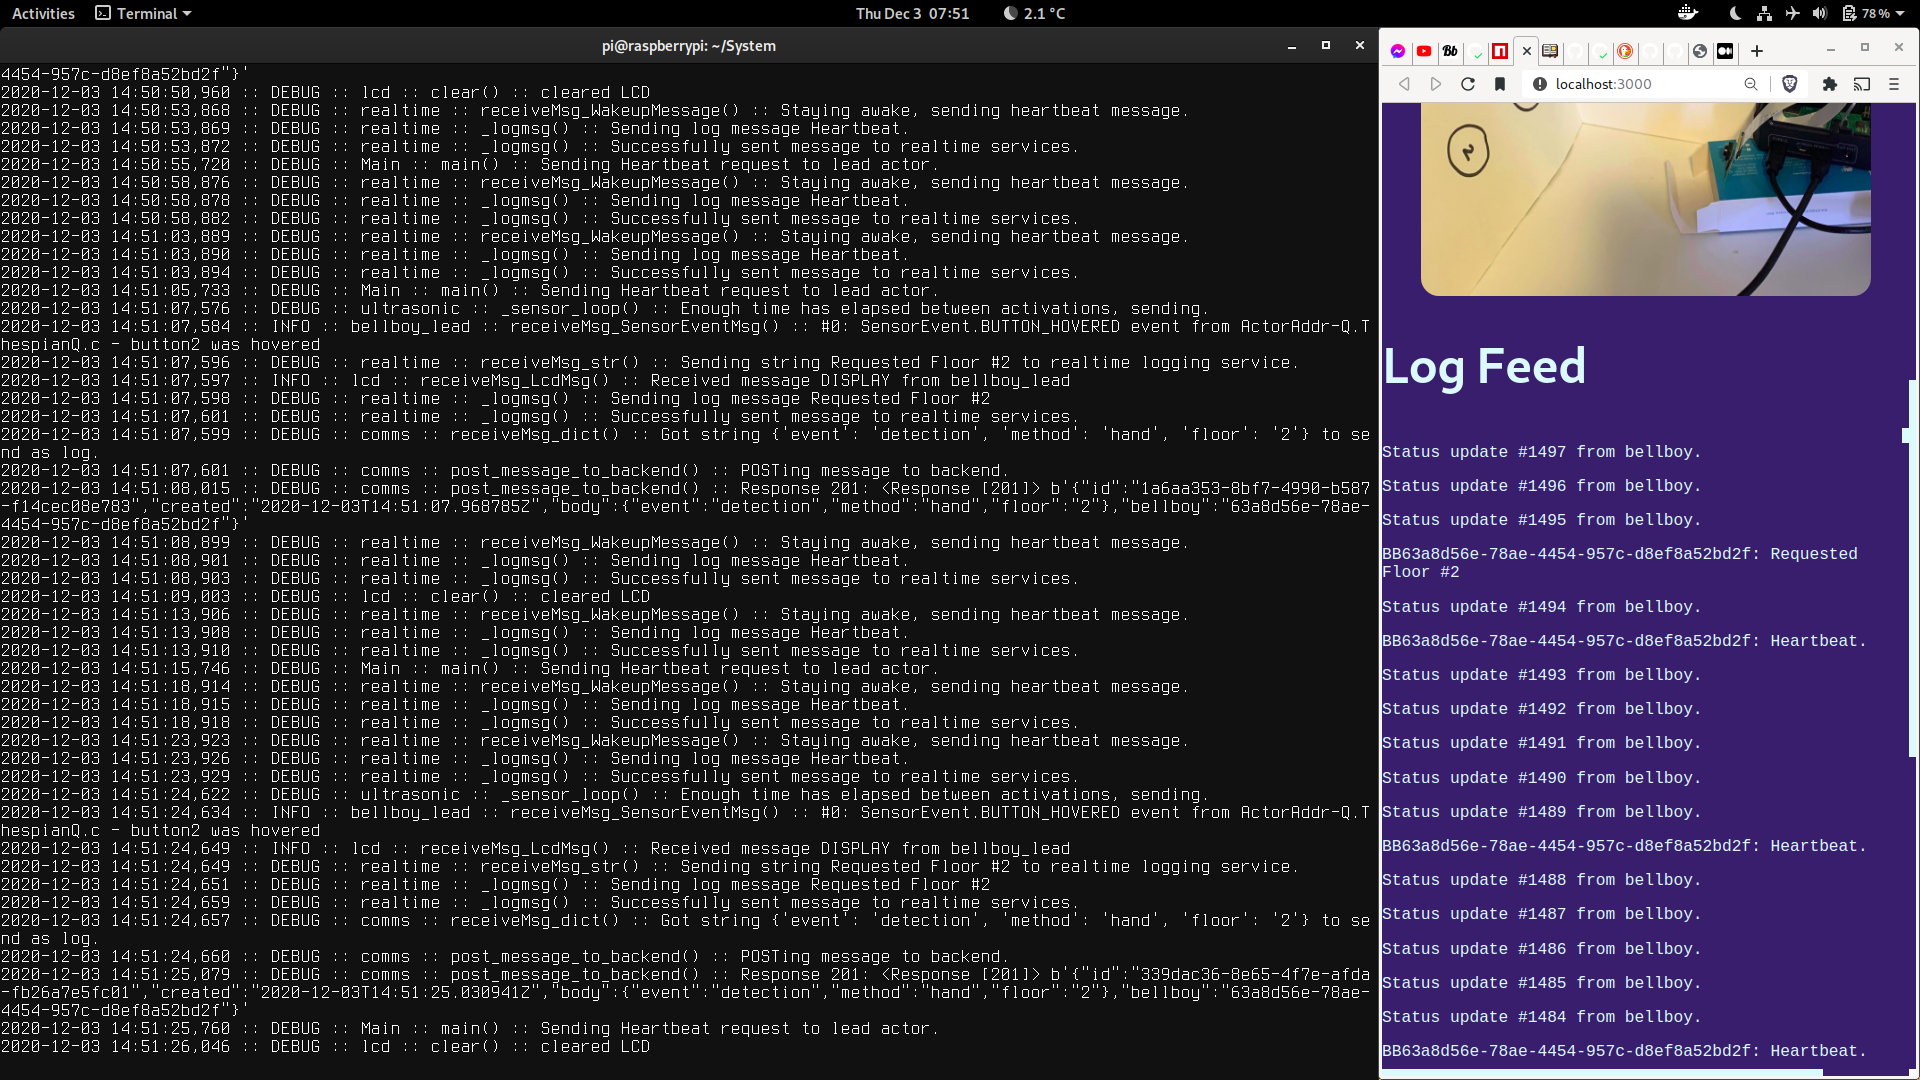 Activities
Terminal
Thu Dec 3 07:51
2.1 °C
78 %
pi@raspberrypi: ~/System
4454-957c-d8ef8a52bd2f"}'
2020-12-03 14:50:50,960 :: DEBUG :: lcd :: clear() :: cleared LCD
2020-12-03 14:50:53,868 :: DEBUG :: realtime :: receiveMsg_WakeupMessage() :: Staying awake, sending heartbeat message.
2020-12-03 14:50:53,869 :: DEBUG :: realtime :: _logmsg() :: Sending log message Heartbeat.
2020-12-03 14:50:53,872 :: DEBUG :: realtime :: _logmsg() :: Successfully sent message to realtime services.
2020-12-03 14:50:55,720 :: DEBUG :: Main :: main() :: Sending Heartbeat request to lead actor.
2020-12-03 14:50:58,876 :: DEBUG :: realtime :: receiveMsg_WakeupMessage() :: Staying awake, sending heartbeat message.
2020-12-03 14:50:58,878 :: DEBUG :: realtime :: _logmsg() :: Sending log message Heartbeat.
2020-12-03 14:50:58,882 :: DEBUG :: realtime :: _logmsg() :: Successfully sent message to realtime services.
2020-12-03 14:51:03,889 :: DEBUG :: realtime :: receiveMsg_WakeupMessage() :: Staying awake, sending heartbeat message.
2020-12-03 14:51:03,890 :: DEBUG :: realtime :: _logmsg() :: Sending log message Heartbeat.
2020-12-03 14:51:03,894 :: DEBUG :: realtime :: _logmsg() :: Successfully sent message to realtime services.
2020-12-03 14:51:05,733 :: DEBUG :: Main :: main() :: Sending Heartbeat request to lead actor.
2020-12-03 14:51:07,576 :: DEBUG :: ultrasonic :: _sensor_loop() :: Enough time has elapsed between activations, sending.
2020-12-03 14:51:07,584 :: INFO :: bellboy_lead :: receiveMsg_SensorEventMsg() :: #0: SensorEvent.BUTTON_HOVERED event from ActorAddr-Q.T
hespianQ.c - button2 was hovered
2020-12-03 14:51:07,596 :: DEBUG :: realtime :: receiveMsg_str() :: Sending string Requested Floor #2 to realtime logging service.
2020-12-03 14:51:07,597 :: INFO :: lcd :: receiveMsg_LcdMsg() :: Received message DISPLAY from bellboy_lead
2020-12-03 14:51:07,598 :: DEBUG :: realtime :: _logmsg() :: Sending log message Requested Floor #2
2020-12-03 14:51:07,601 :: DEBUG :: realtime :: _logmsg() :: Successfully sent message to realtime services.
2020-12-03 14:51:07,599 :: DEBUG :: comms :: receiveMsg_dict() :: Got string {'event': 'detection', 'method': 'hand', 'floor': '2'} to se
nd as log.
2020-12-03 14:51:07,601 :: DEBUG :: comms :: post_message_to_backend() :: POSTing message to backend.
2020-12-03 14:51:08,015 :: DEBUG :: comms :: post_message_to_backend() :: Response 201: <Response [201]> b'{"id":"1a6aa353-8bf7-4990-b587
-f14cec08e783","created":"2020-12-03T14:51:07.968785Z","body":{"event":"detection","method":"hand","floor":"2"},"bellboy":"63a8d56e-78ae-
4454-957c-d8ef8a52bd2f"}'
2020-12-03 14:51:08,899 :: DEBUG :: realtime :: receiveMsg_WakeupMessage() :: Staying awake, sending heartbeat message.
2020-12-03 14:51:08,901 :: DEBUG :: realtime :: _logmsg() :: Sending log message Heartbeat.
2020-12-03 14:51:08,903 :: DEBUG :: realtime :: _logmsg() :: Successfully sent message to realtime services.
2020-12-03 14:51:09,003 :: DEBUG :: lcd :: clear() :: cleared LCD
2020-12-03 14:51:13,906 :: DEBUG :: realtime :: receiveMsg_WakeupMessage() :: Staying awake, sending heartbeat message.
2020-12-03 14:51:13,908 :: DEBUG :: realtime :: _logmsg() :: Sending log message Heartbeat.
2020-12-03 14:51:13,910 :: DEBUG :: realtime :: _logmsg() :: Successfully sent message to realtime services.
2020-12-03 14:51:15,746 :: DEBUG :: Main :: main() :: Sending Heartbeat request to lead actor.
2020-12-03 14:51:18,914 :: DEBUG :: realtime :: receiveMsg_WakeupMessage() :: Staying awake, sending heartbeat message.
2020-12-03 14:51:18,915 :: DEBUG :: realtime :: _logmsg() :: Sending log message Heartbeat.
2020-12-03 14:51:18,918 :: DEBUG :: realtime :: _logmsg() :: Successfully sent message to realtime services.
2020-12-03 14:51:23,923 :: DEBUG :: realtime :: receiveMsg_WakeupMessage() :: Staying awake, sending heartbeat message.
2020-12-03 14:51:23,926 :: DEBUG :: realtime :: _logmsg() :: Sending log message Heartbeat.
2020-12-03 14:51:23,929 :: DEBUG :: realtime :: _logmsg() :: Successfully sent message to realtime services.
2020-12-03 14:51:24,622 :: DEBUG :: ultrasonic :: _sensor_loop() :: Enough time has elapsed between activations, sending.
2020-12-03 14:51:24,634 :: INFO :: bellboy_lead :: receiveMsg_SensorEventMsg() :: #0: SensorEvent.BUTTON_HOVERED event from ActorAddr-Q.T
hespianQ.c - button2 was hovered
2020-12-03 14:51:24,649 :: INFO :: lcd :: receiveMsg_LcdMsg() :: Received message DISPLAY from bellboy_lead
2020-12-03 14:51:24,649 :: DEBUG :: realtime :: receiveMsg_str() :: Sending string Requested Floor #2 to realtime logging service.
2020-12-03 14:51:24,651 :: DEBUG :: realtime :: _logmsg() :: Sending log message Requested Floor #2
2020-12-03 14:51:24,659 :: DEBUG :: realtime :: _logmsg() :: Successfully sent message to realtime services.
2020-12-03 14:51:24,657 :: DEBUG :: comms :: receiveMsg_dict() :: Got string {'event': 'detection', 'method': 'hand', 'floor': '2'} to se
nd as log.
2020-12-03 14:51:24,660 :: DEBUG :: comms :: post_message_to_backend() :: POSTing message to backend.
2020-12-03 14:51:25,079 :: DEBUG :: comms :: post_message_to_backend() :: Response 201: <Response [201]> b'{"id":"339dac36-8e65-4f7e-afda
-fb26a7e5fc01","created":"2020-12-03T14:51:25.030941Z","body":{"event":"detection","method":"hand","floor":"2"},"bellboy":"63a8d56e-78ae-
4454-957c-d8ef8a52bd2f"}'
2020-12-03 14:51:25,760 :: DEBUG :: Main :: main() :: Sending Heartbeat request to lead actor.
2020-12-03 14:51:26,046 :: DEBUG :: lcd :: clear() :: cleared LCD
Bb
localhost:3000
2
Log Feed
Status update #1497 from bellboy.
Status update #1496 from bellboy.
Status update #1495 from bellboy.
BB63a8d56e-78ae-4454-957c-d8ef8a52bd2f: Requested
Floor #2
Status update #1494 from bellboy.
BB63a8d56e-78ae-4454-957c-d8ef8a52bd2f: Heartbeat.
Status update #1493 from bellboy.
Status update #1492 from bellboy.
Status update #1491 from bellboy.
Status update #1490 from bellboy.
Status update #1489 from bellboy.
BB63a8d56e-78ae-4454-957c-d8ef8a52bd2f: Heartbeat.
Status update #1488 from bellboy.
Status update #1487 from bellboy.
Status update #1486 from bellboy.
Status update #1485 from bellboy.
Status update #1484 from bellboy.
BB63a8d56e-78ae-4454-957c-d8ef8a52bd2f: Heartbeat.